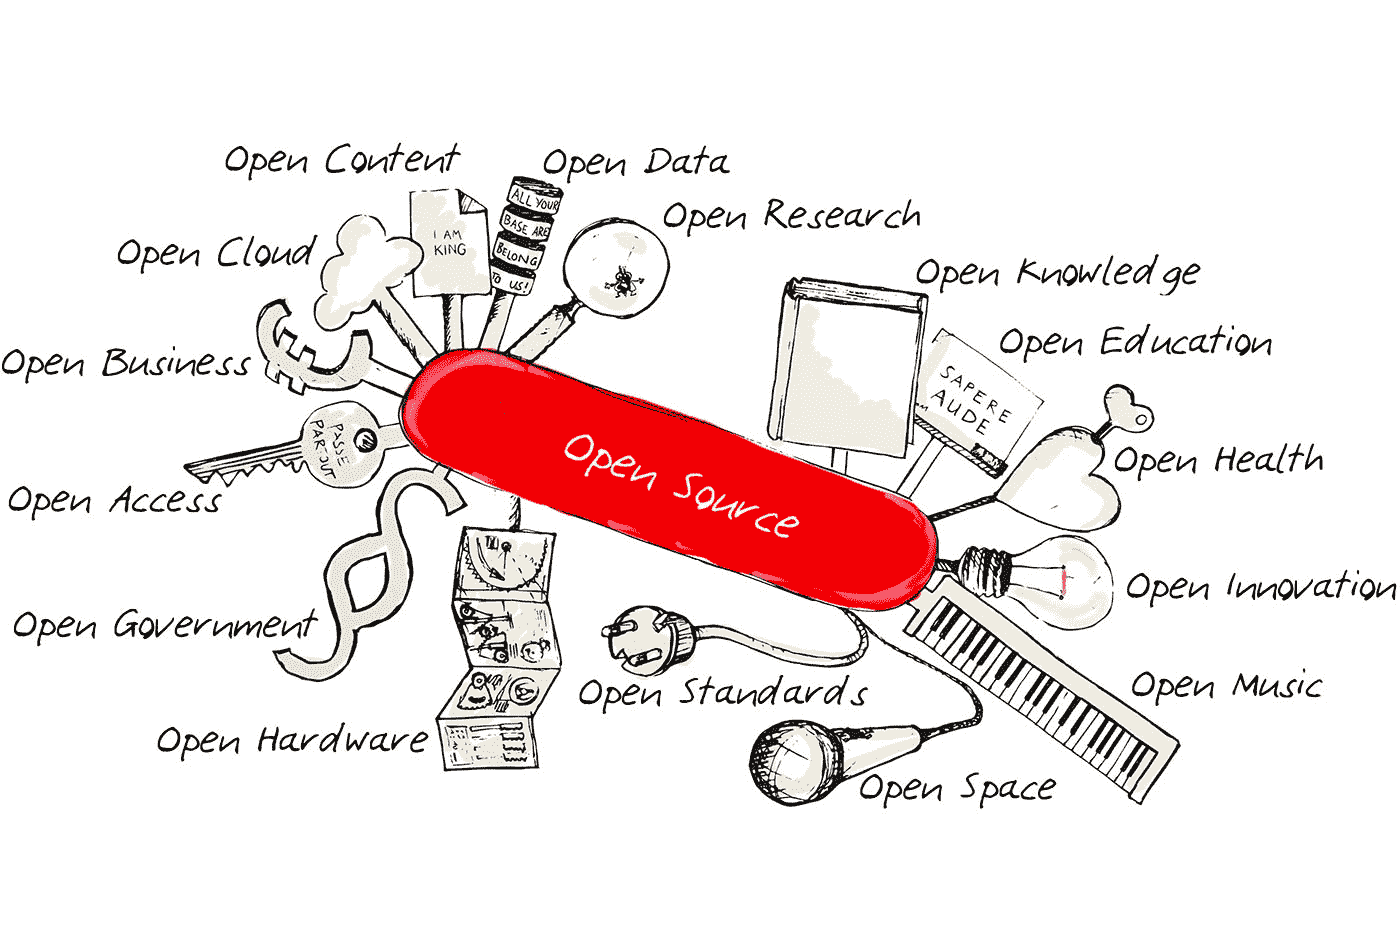 Open Content
Open Data
Open Research
Open Cloud
I AM
KING
ALL YOUR
BASE ARE
BELONG
TO US!
Open Knowledge
Open Business
Open Education
SAPERE
AUDE
PASSE
PARTOUT
Open Access
Open Source
Open Health
Open Innovation
Open Government
Open Standards
Open Music
Open Hardware
Open Space